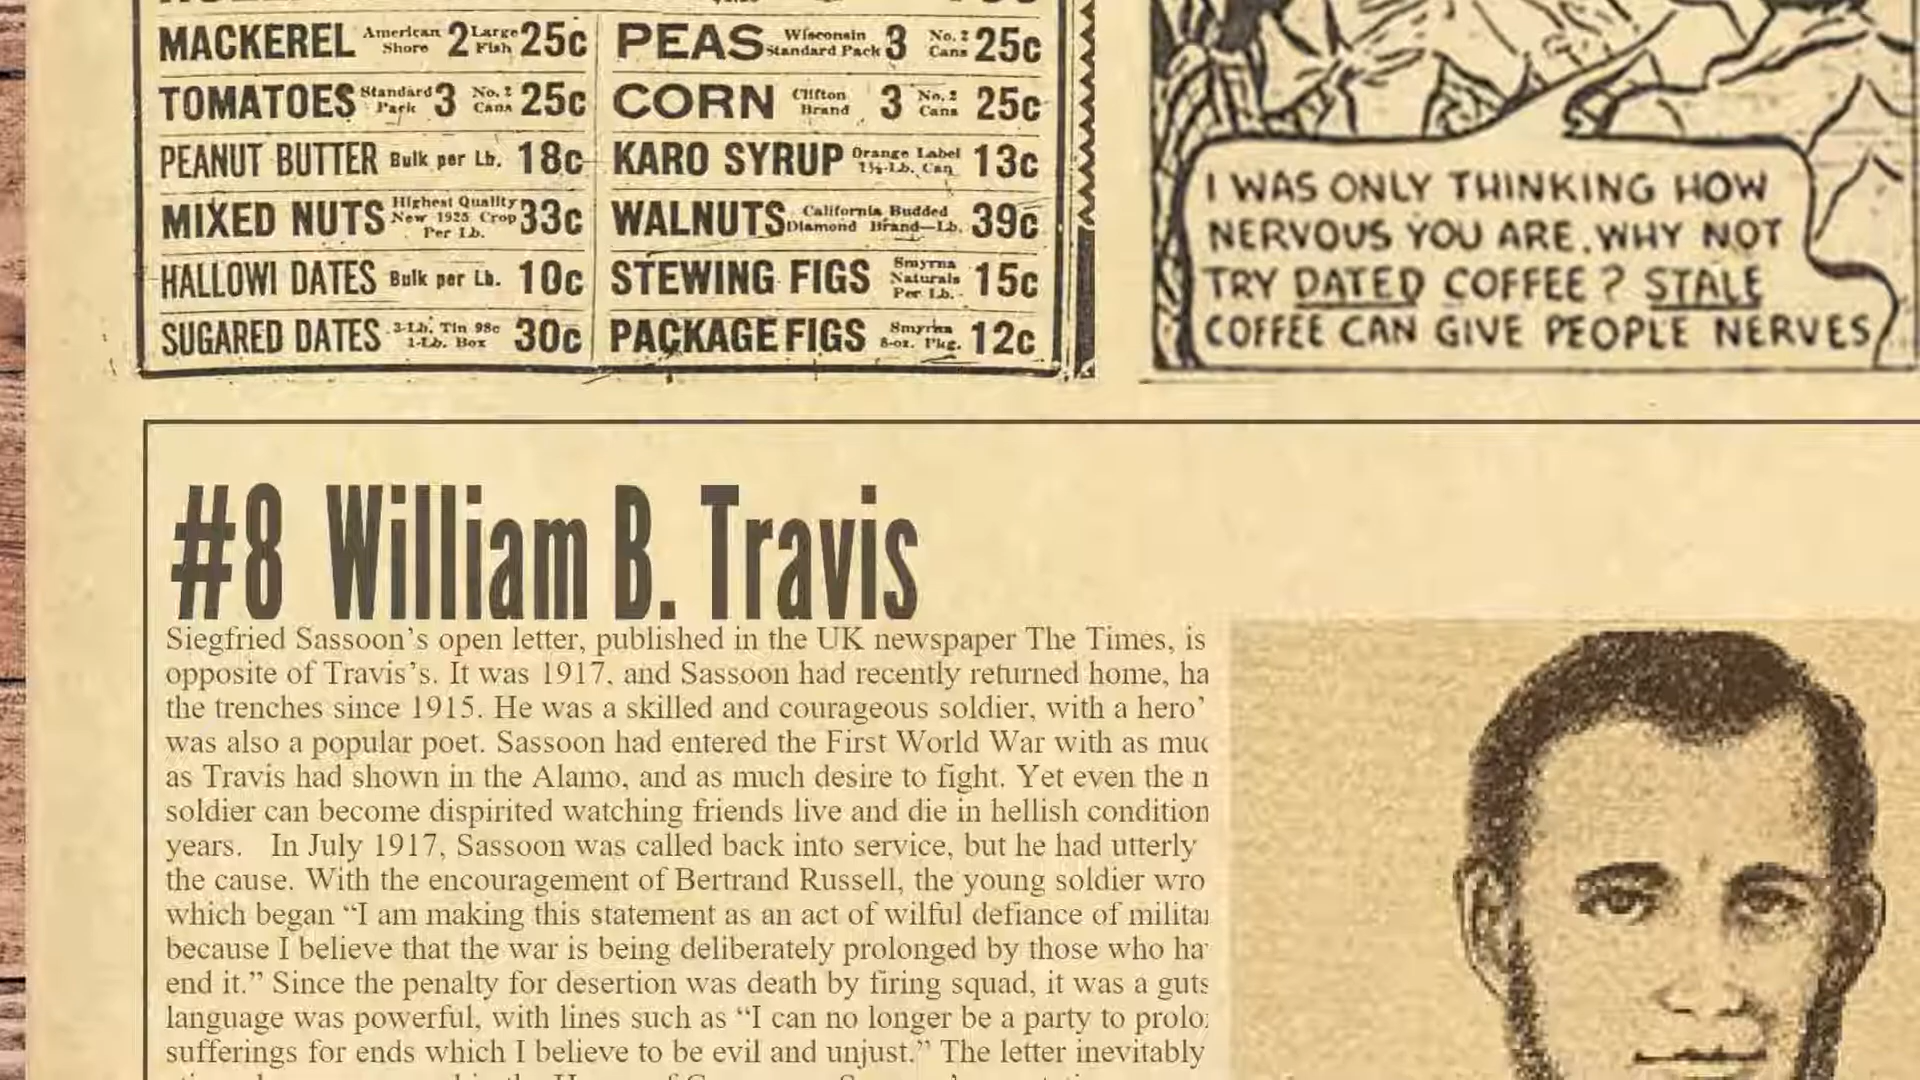 MACKEREL American Shore 2 Large Fish 25c
TOMATOES Standard Pack 3 No. 2 Cans 25c
PEANUT BUTTER Bulk per Lb. 18c
MIXED NUTS Highest Quality New 1925 Crop Per Lb. 33c
HALLOWI DATES Bulk per Lb. 10c
SUGARED DATES 3-Lb. Tin 98c 1-Lb. Box 30c
PEAS Wisconsin Standard Pack 3 No. 2 Cans 25c
CORN Clifton Brand 3 No. 2 Cans 25c
KARO SYRUP Orange Label 1½-Lb. Can 13c
WALNUTS California Budded Diamond Brand—Lb. 39c
STEWING FIGS Smyrna Naturals Per Lb. 15c
PACKAGE FIGS Smyrna 8-oz. Pkg. 12c
I WAS ONLY THINKING HOW
NERVOUS YOU ARE. WHY NOT
TRY DATED COFFEE? STALE
COFFEE CAN GIVE PEOPLE NERVES
#8 William B. Travis
Siegfried Sassoon’s open letter, published in the UK newspaper The Times, is
opposite of Travis’s. It was 1917, and Sassoon had recently returned home, ha
the trenches since 1915. He was a skilled and courageous soldier, with a hero’
was also a popular poet. Sassoon had entered the First World War with as muc
as Travis had shown in the Alamo, and as much desire to fight. Yet even the n
soldier can become dispirited watching friends live and die in hellish condition
years. In July 1917, Sassoon was called back into service, but he had utterly
the cause. With the encouragement of Bertrand Russell, the young soldier wro
which began “I am making this statement as an act of wilful defiance of milita
because I believe that the war is being deliberately prolonged by those who ha
end it.” Since the penalty for desertion was death by firing squad, it was a guts
language was powerful, with lines such as “I can no longer be a party to prolo
sufferings for ends which I believe to be evil and unjust.” The letter inevitably